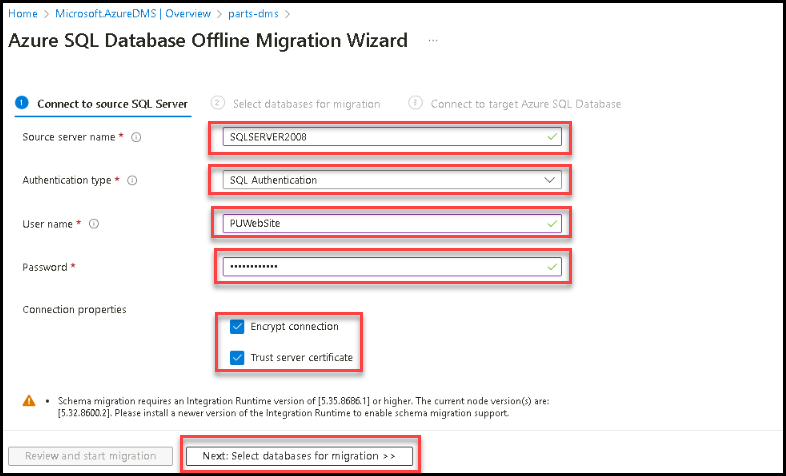 Home > Microsoft.AzureDMS | Overview > parts-dms >
Azure SQL Database Offline Migration Wizard ...
1 Connect to source SQL Server 2 Select databases for migration 3 Connect to target Azure SQL Database
Source server name * SQLSERVER2008
Authentication type * SQL Authentication
User name * PUWebSite
Password * ••••••••••••
Connection properties
Encrypt connection
Trust server certificate
• Schema migration requires an Integration Runtime version of [5.35.8686.1] or higher. The current node version(s) are:
[5.32.8600.2]. Please install a newer version of the Integration Runtime to enable schema migration support.
Review and start migration Next: Select databases for migration >>